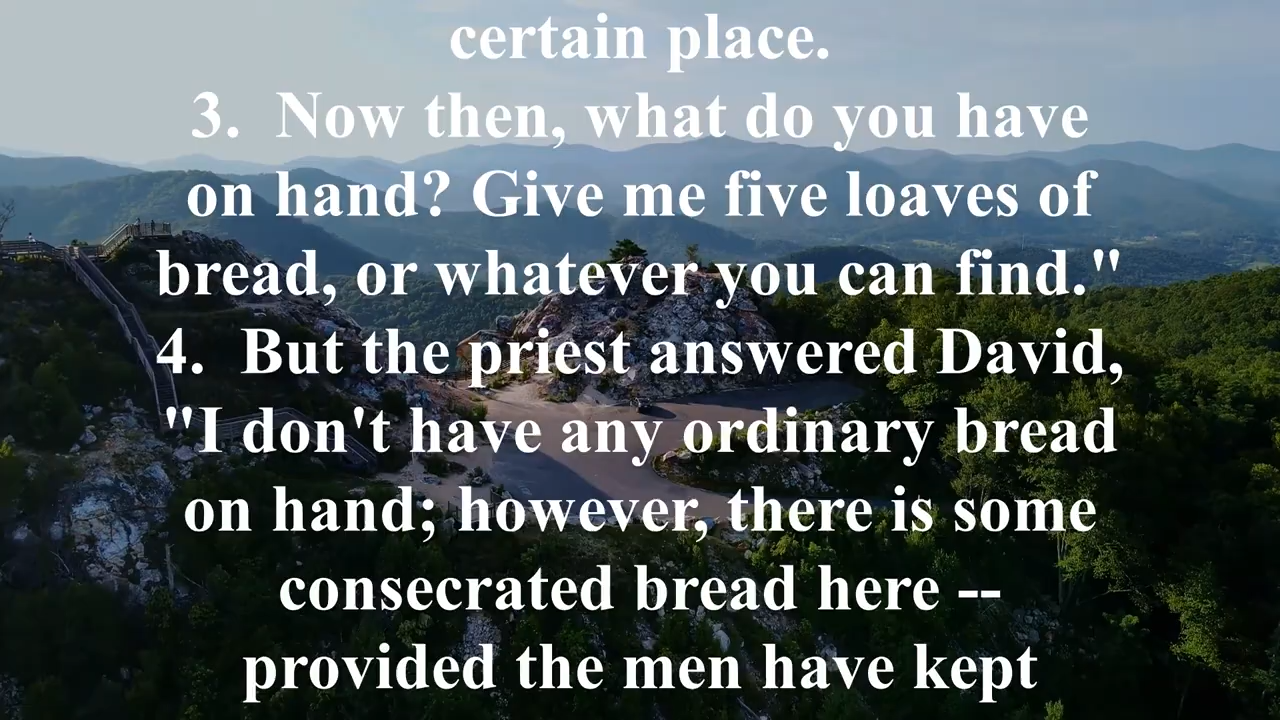 certain place.
3.  Now then, what do you have
on hand? Give me five loaves of
bread, or whatever you can find."
4.  But the priest answered David,
"I don't have any ordinary bread
on hand; however, there is some
consecrated bread here --
provided the men have kept